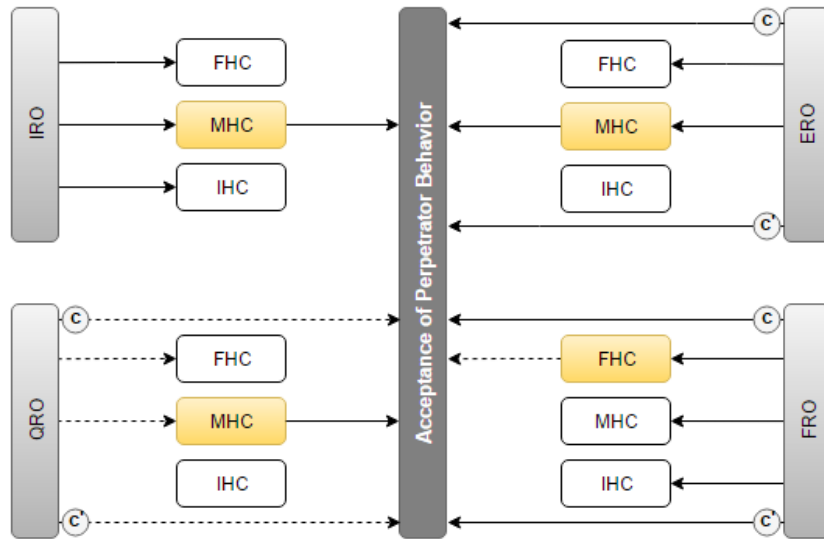 IRO
FHC
MHC
IHC
Acceptance of Perpetrator Behavior
C
FHC
MHC
IHC
C'
ERO
QRO
C
FHC
MHC
IHC
C'
C
FHC
MHC
IHC
C'
FRO